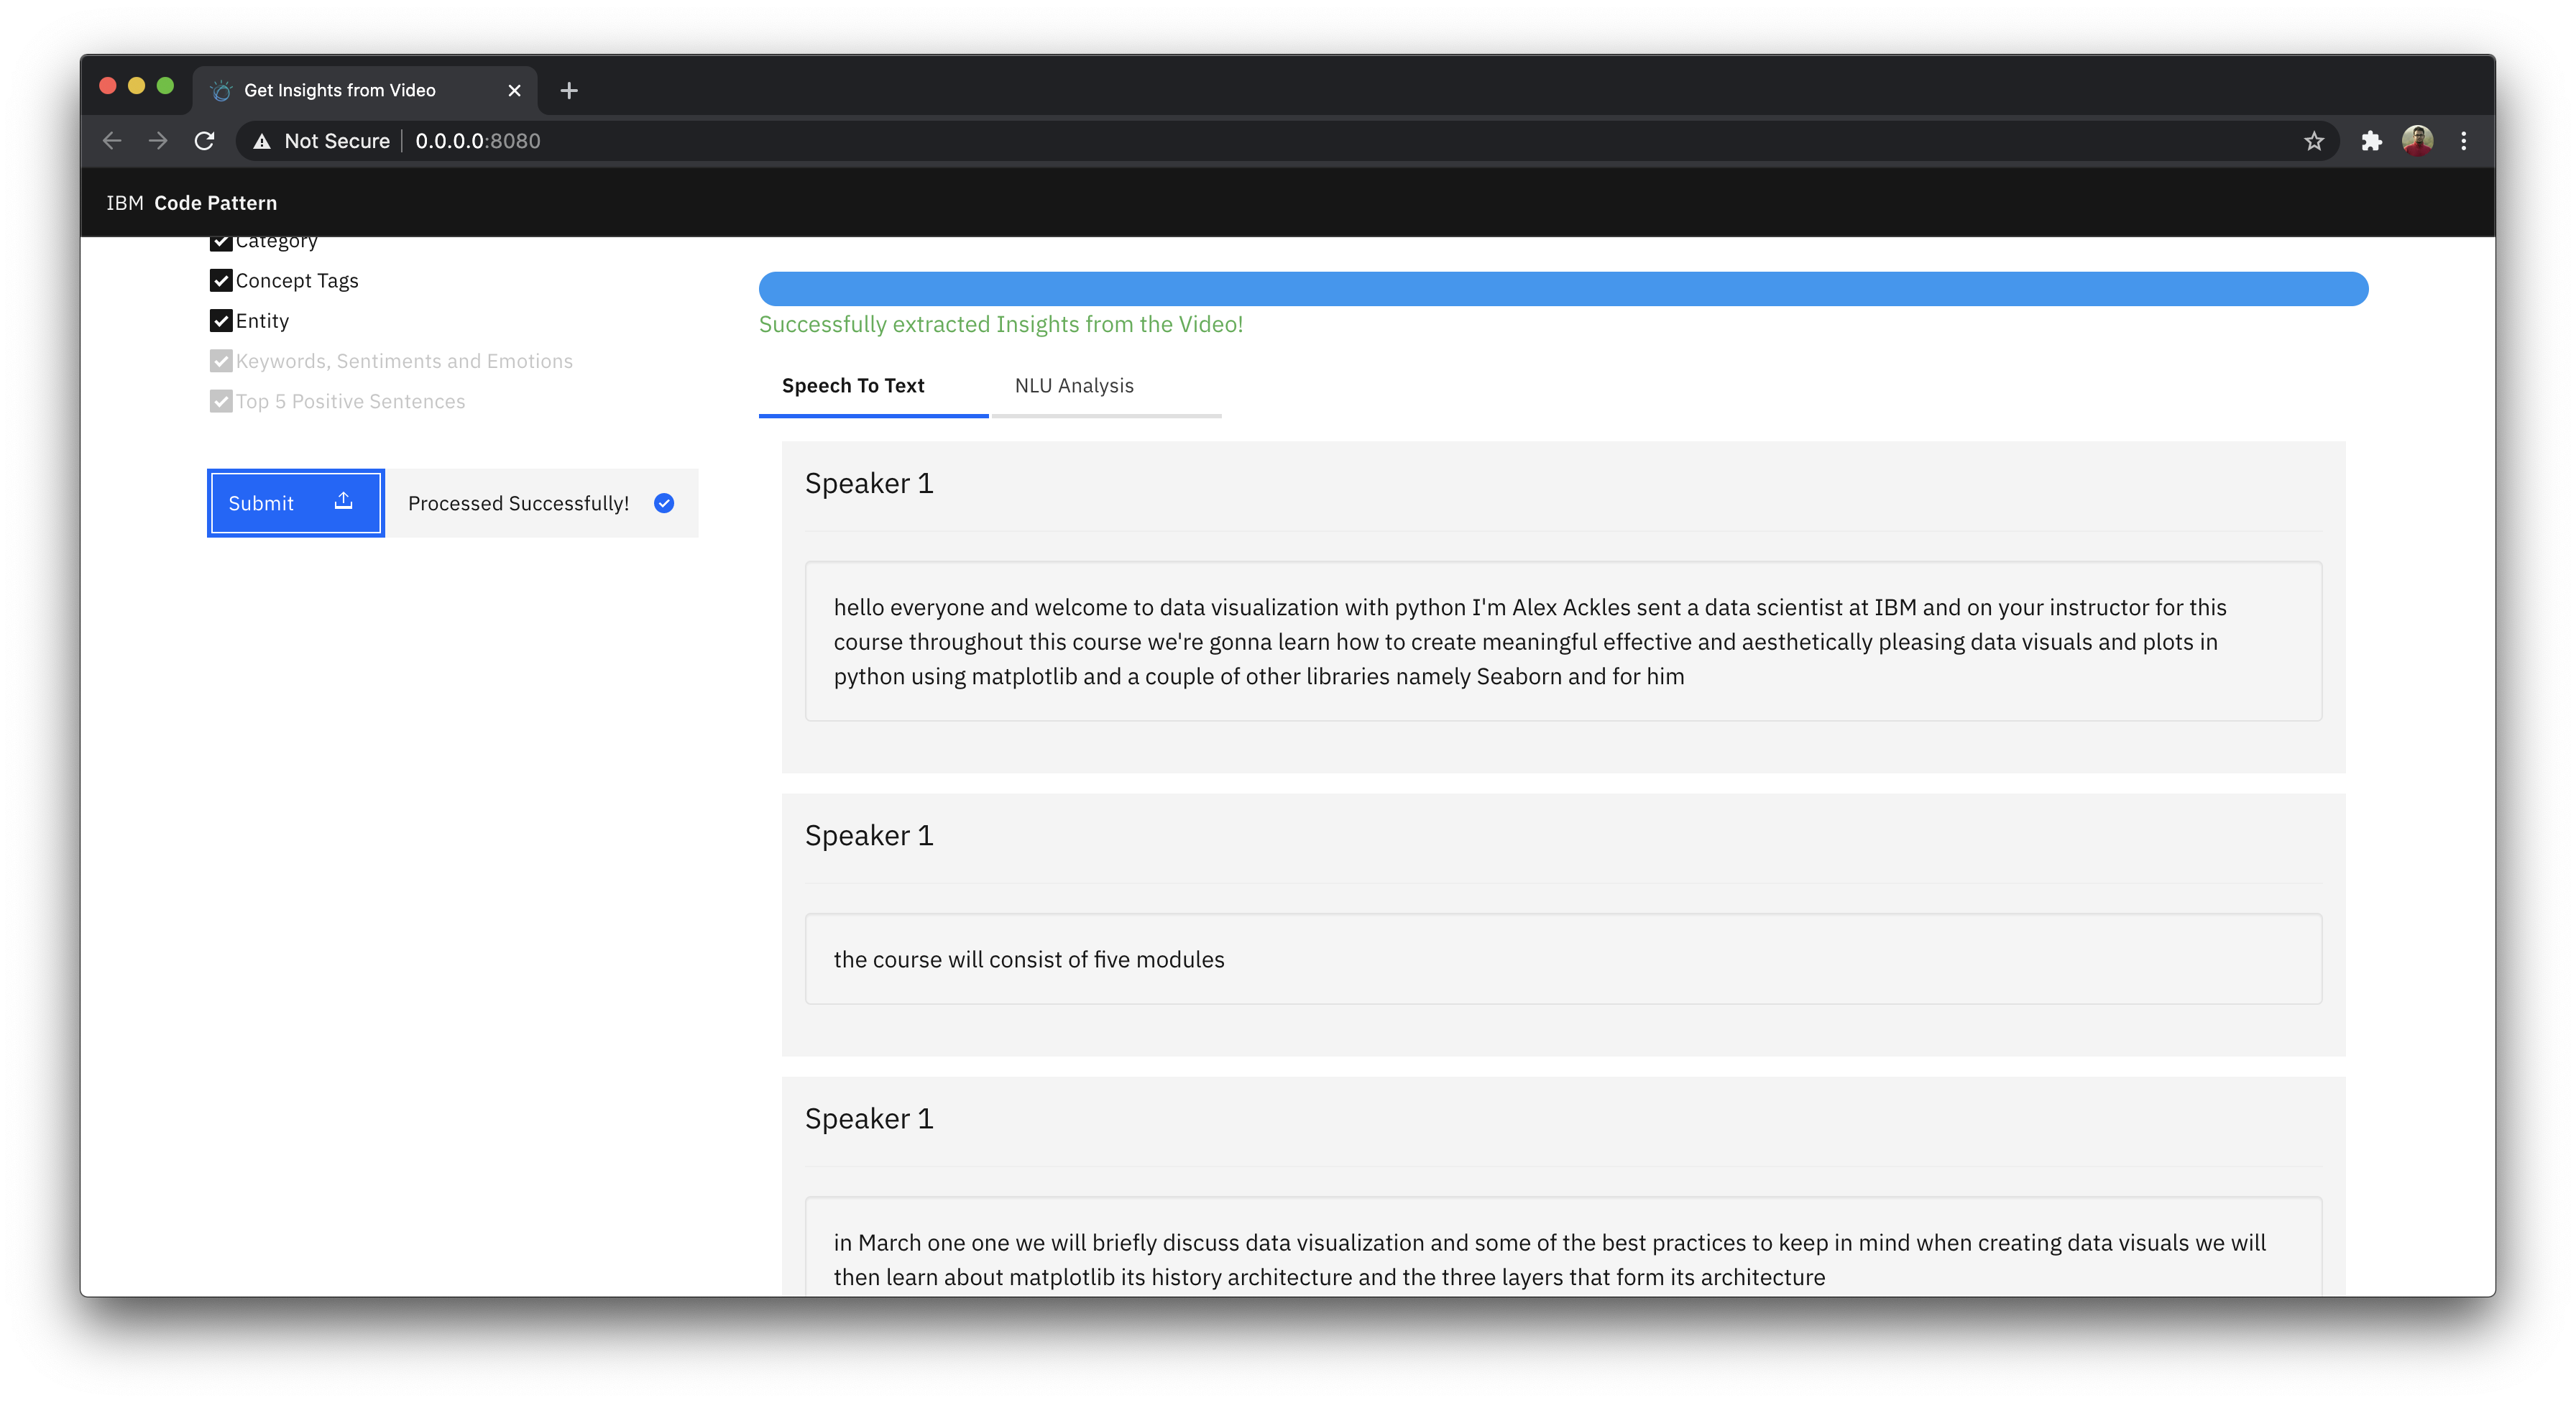 Get Insights from Video
Not Secure 0.0.0.0:8080
IBM Code Pattern
Category
Concept Tags
Entity
Keywords, Sentiments and Emotions
Top 5 Positive Sentences
Submit
Processed Successfully!
Successfully extracted Insights from the Video!
Speech To Text NLU Analysis
Speaker 1
hello everyone and welcome to data visualization with python I'm Alex Ackles sent a data scientist at IBM and on your instructor for this
course throughout this course we're gonna learn how to create meaningful effective and aesthetically pleasing data visuals and plots in
python using matplotlib and a couple of other libraries namely Seaborn and for him
Speaker 1
the course will consist of five modules
Speaker 1
in March one one we will briefly discuss data visualization and some of the best practices to keep in mind when creating data visuals we will
then learn about matplotlib its history architecture and the three layers that form its architecture